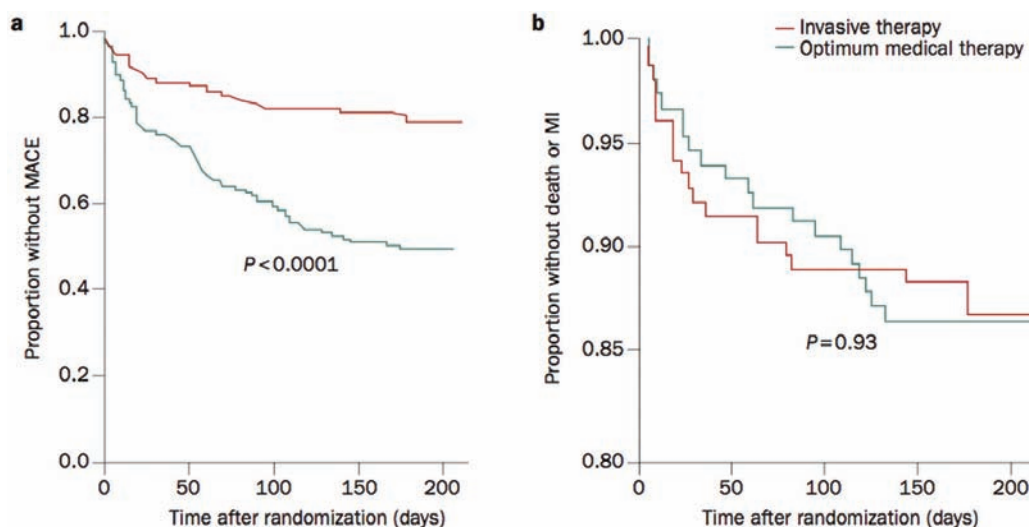 a
1.0
0.8
0.6
0.4
0.2
0.0
Proportion without MACE
P<0.0001
0 50 100 150 200
Time after randomization (days)
b
Invasive therapy
Optimum medical therapy
1.00
0.95
0.90
0.85
0.80
Proportion without death or MI
P=0.93
0 50 100 150 200
Time after randomization (days)